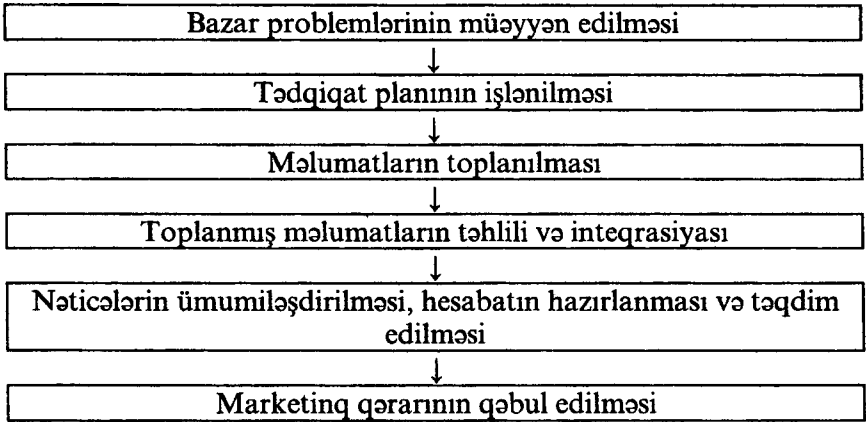 Bazar problemlərinin müəyyən edilməsi
↓
Tədqiqat planının işlənilməsi
↓
Məlumatların toplanılması
↓
Toplanmış məlumatların təhlili və inteqrasiyası
↓
Nəticələrin ümumiləşdirilməsi, hesabatın hazırlanması və təqdim
edilməsi
↓
Marketinq qərarının qəbul edilməsi